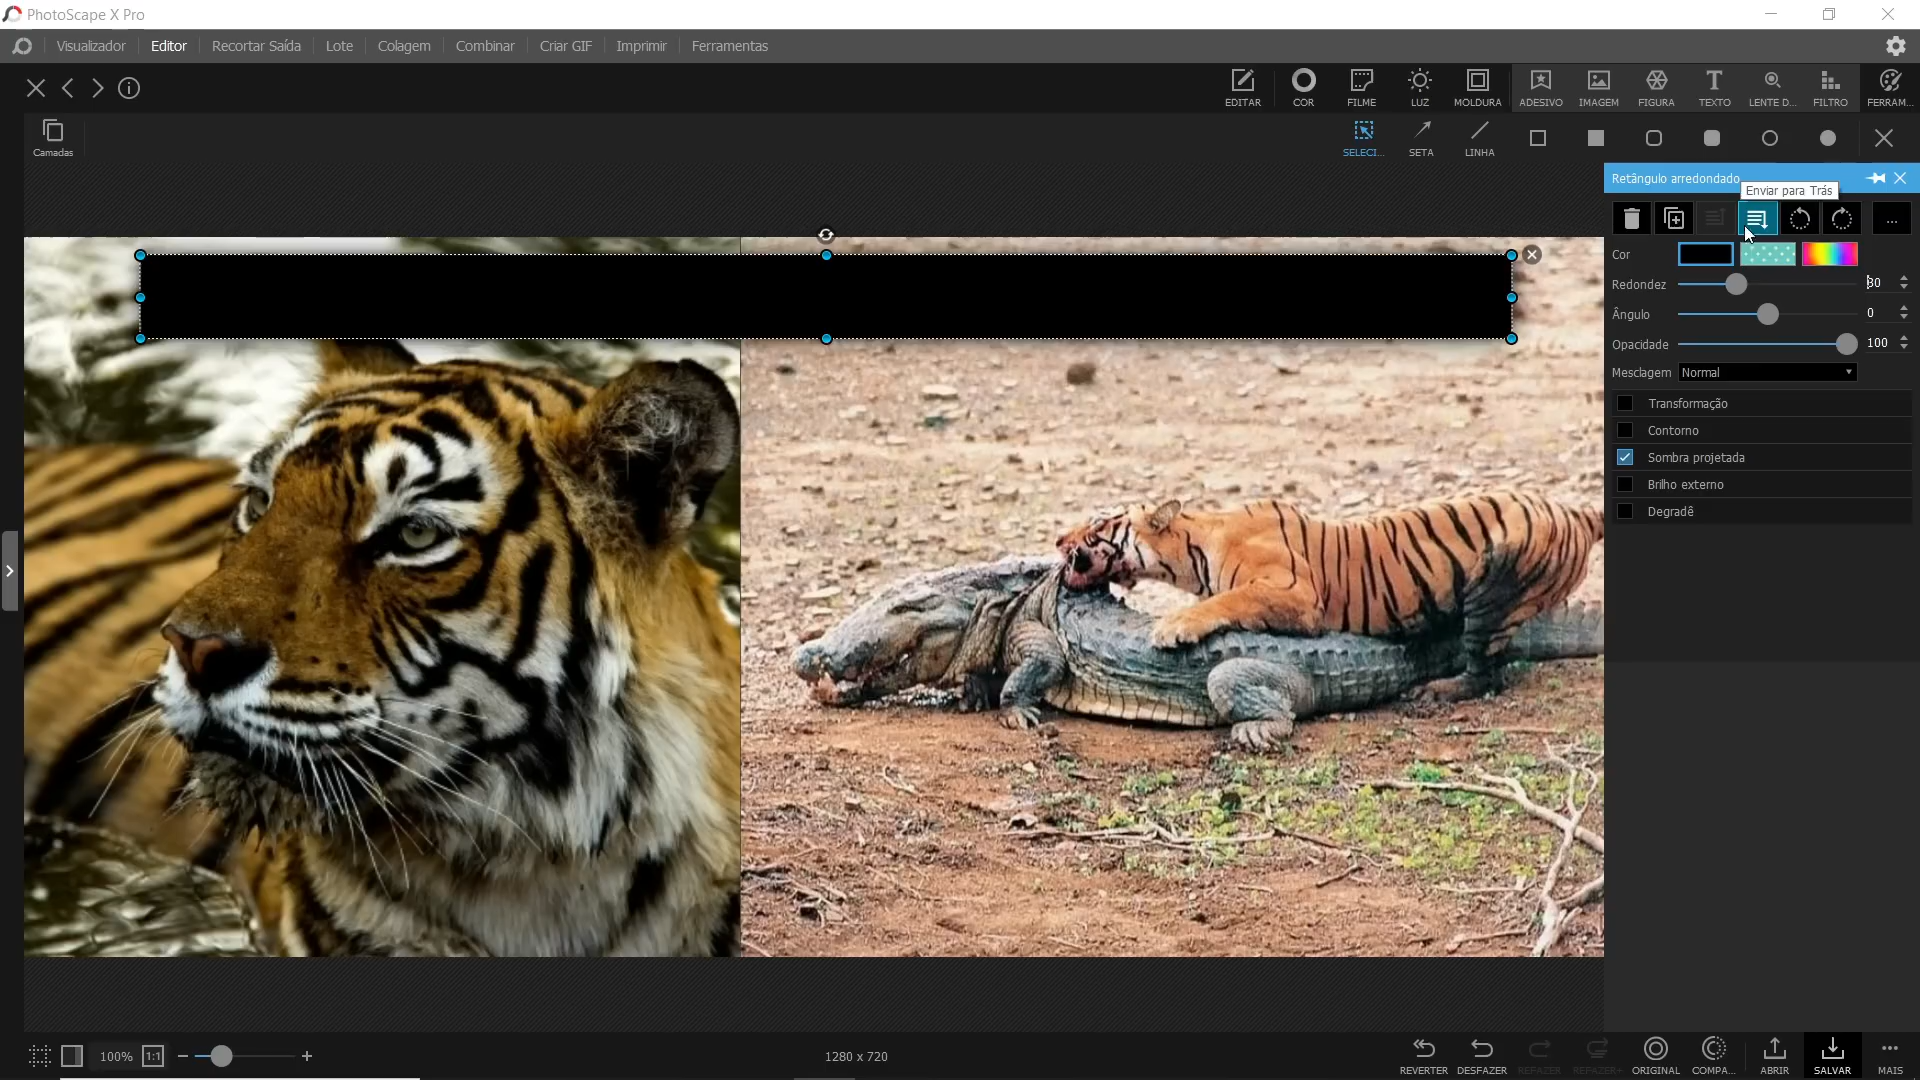 PhotoScape X Pro
Visualizador
Editor
Recortar Saída
Lote
Colagem
Combinar
Criar GIF
Imprimir
Ferramentas
EDITAR
COR
FILME
LUZ
MOLDURA
ADESIVO
IMAGEM
FIGURA
TEXTO
LENTE D...
FILTRO
FERRAM...
Camadas
SELECI...
SETA
LINHA
Retângulo arredondado
Enviar para Trás
...
Cor
Redondez
30
Ângulo
0
Opacidade
100
Mesclagem
Normal
Transformação
Contorno
Sombra projetada
Brilho externo
Degradê
100%
1:1
1280 x 720
REVERTER
DESFAZER
REFAZER
REFAZER+
ORIGINAL
COMPA...
ABRIR
SALVAR
MAIS